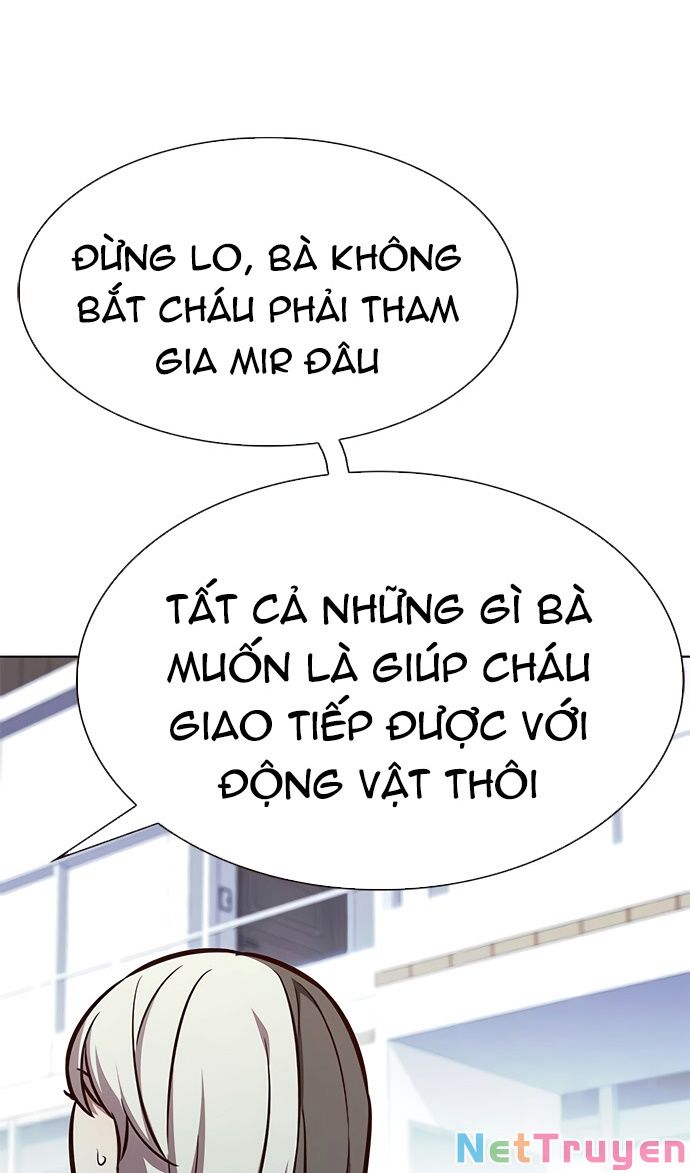 ĐỪNG LO, BÀ KHÔNG
BẮT CHÁU PHẢI THAM
GIA MIR ĐÂU
TẤT CẢ NHỮNG GÌ BÀ
MUỐN LÀ GIÚP CHÁU
GIAO TIẾP ĐƯỢC VỚI
ĐỘNG VẬT THÔI
NetTruyen